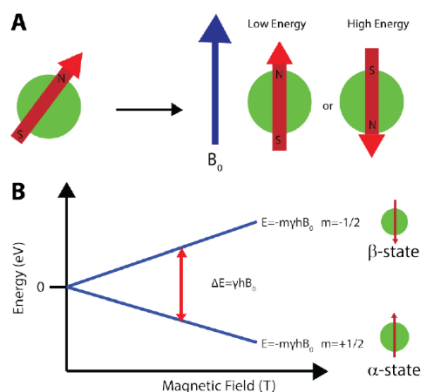 A
Low Energy
High Energy
N
S
B₀
N
S
or
S
N
B
Energy (eV)
0
E=-mγhB₀ m=-1/2
β-state
ΔE=γhB₀
E=-mγhB₀ m=+1/2
α-state
Magnetic Field (T)